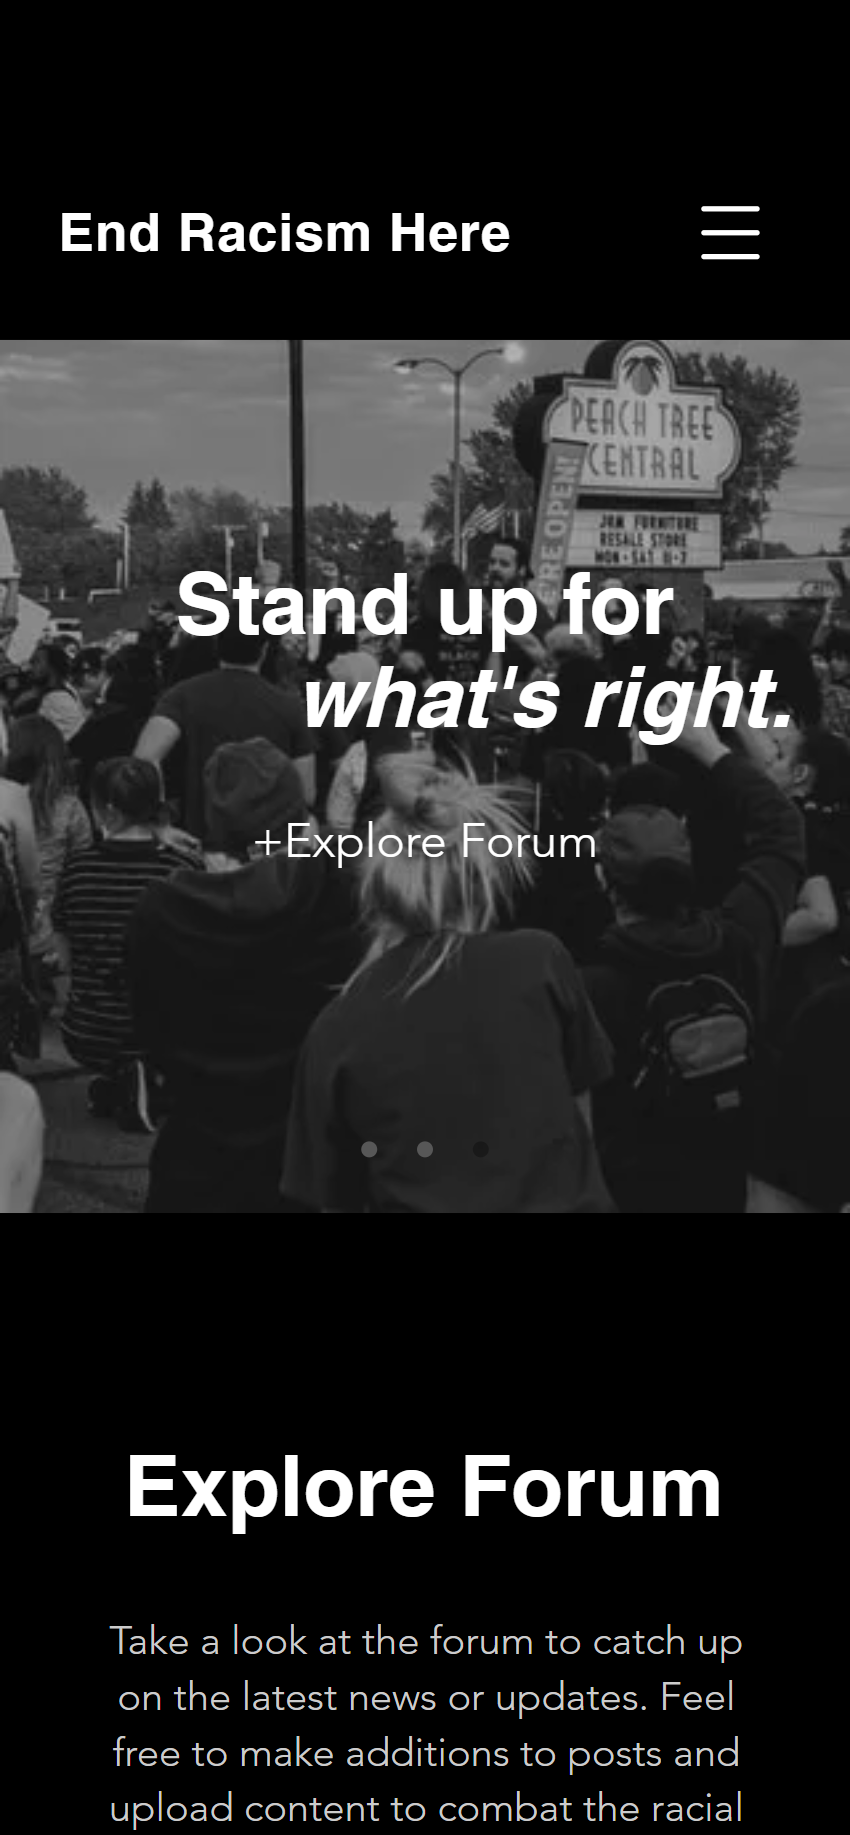 End Racism Here
PEACH TREE
CENTRAL
'RE OPEN!
J&M FURNITURE
RESALE STORE
MON-SAT 11-7
Stand up for
BLACK
what's right.
+Explore Forum
Explore Forum
Take a look at the forum to catch up
on the latest news or updates. Feel
free to make additions to posts and
upload content to combat the racial